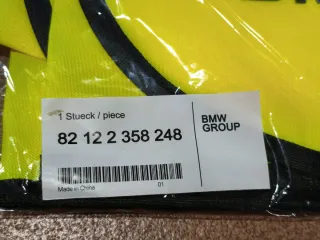 1 Stueck / piece
82 12 2 358 248
BMW
GROUP
Made in China
01